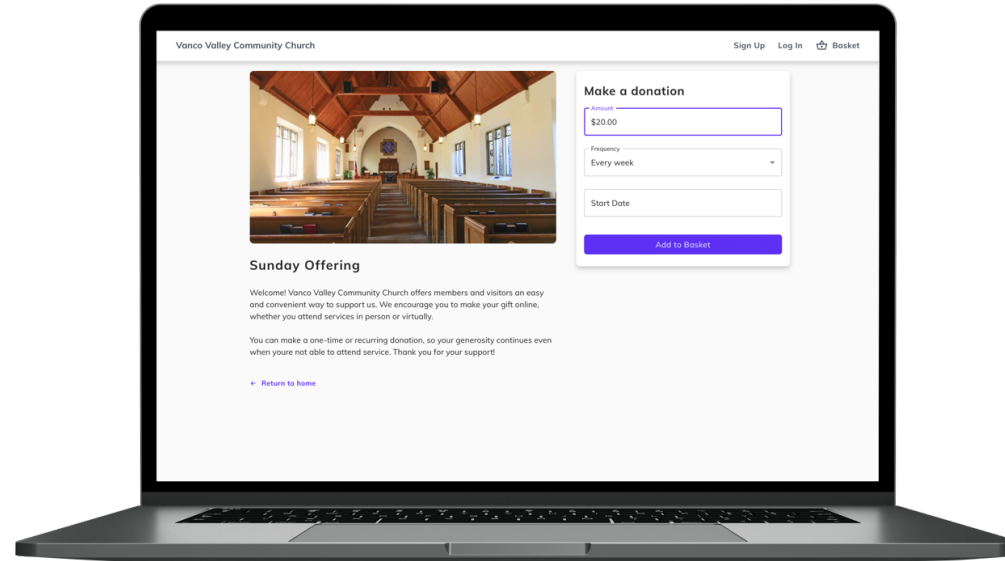 Vanco Valley Community Church
Sign Up Log In Basket
Make a donation
Amount
$20.00
Frequency
Every week
Start Date
Add to Basket
Sunday Offering
Welcome! Vanco Valley Community Church offers members and visitors an easy
and convenient way to support us. We encourage you to make your gift online,
whether you attend services in person or virtually.
You can make a one-time or recurring donation, so your generosity continues even
when youre not able to attend service. Thank you for your support!
← Return to home